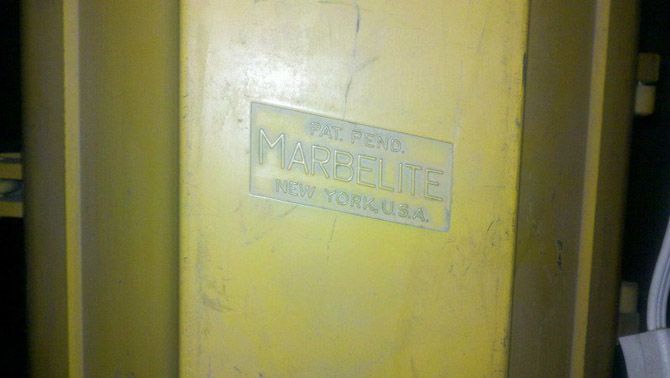 PAT. PEND.
MARBELITE
NEW YORK, U.S.A.